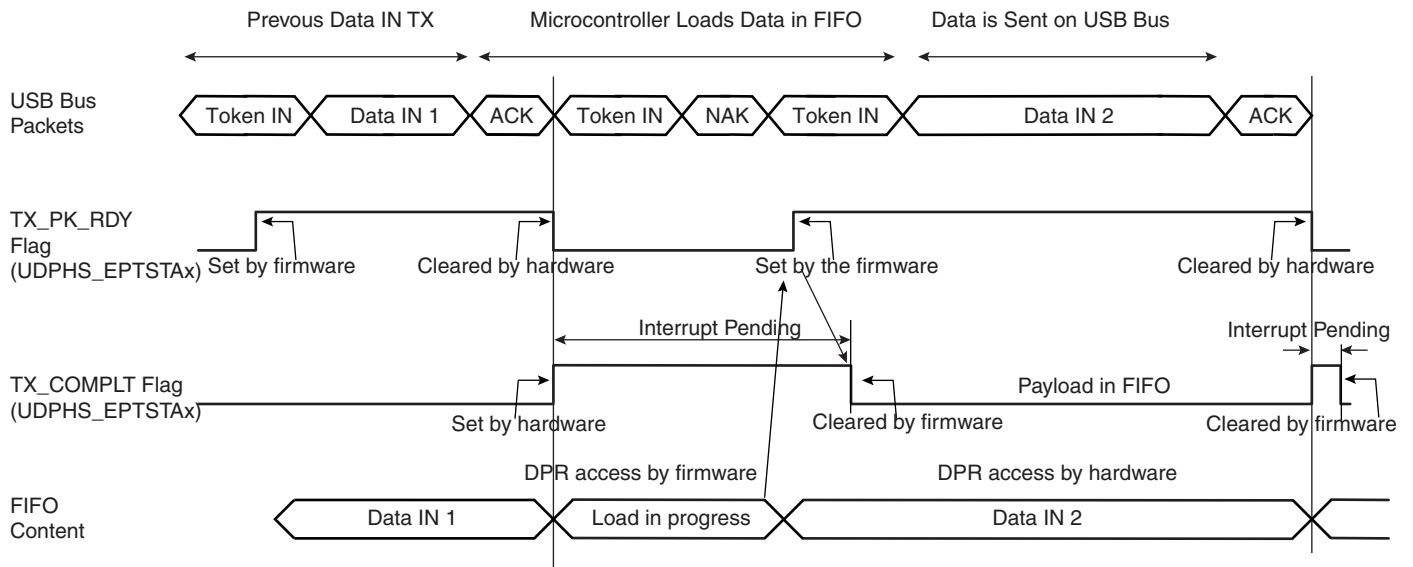 Prevous Data IN TX
Microcontroller Loads Data in FIFO
Data is Sent on USB Bus
USB Bus
Packets
Token IN
Data IN 1
ACK
Token IN
NAK
Token IN
Data IN 2
ACK
TX_PK_RDY
Flag
(UDPHS_EPTSTAx)
Set by firmware
Cleared by hardware
Set by the firmware
Cleared by hardware
Interrupt Pending
Interrupt Pending
TX_COMPLT Flag
(UDPHS_EPTSTAx)
Payload in FIFO
Set by hardware
Cleared by firmware
Cleared by firmware
DPR access by firmware
DPR access by hardware
FIFO
Content
Data IN 1
Load in progress
Data IN 2